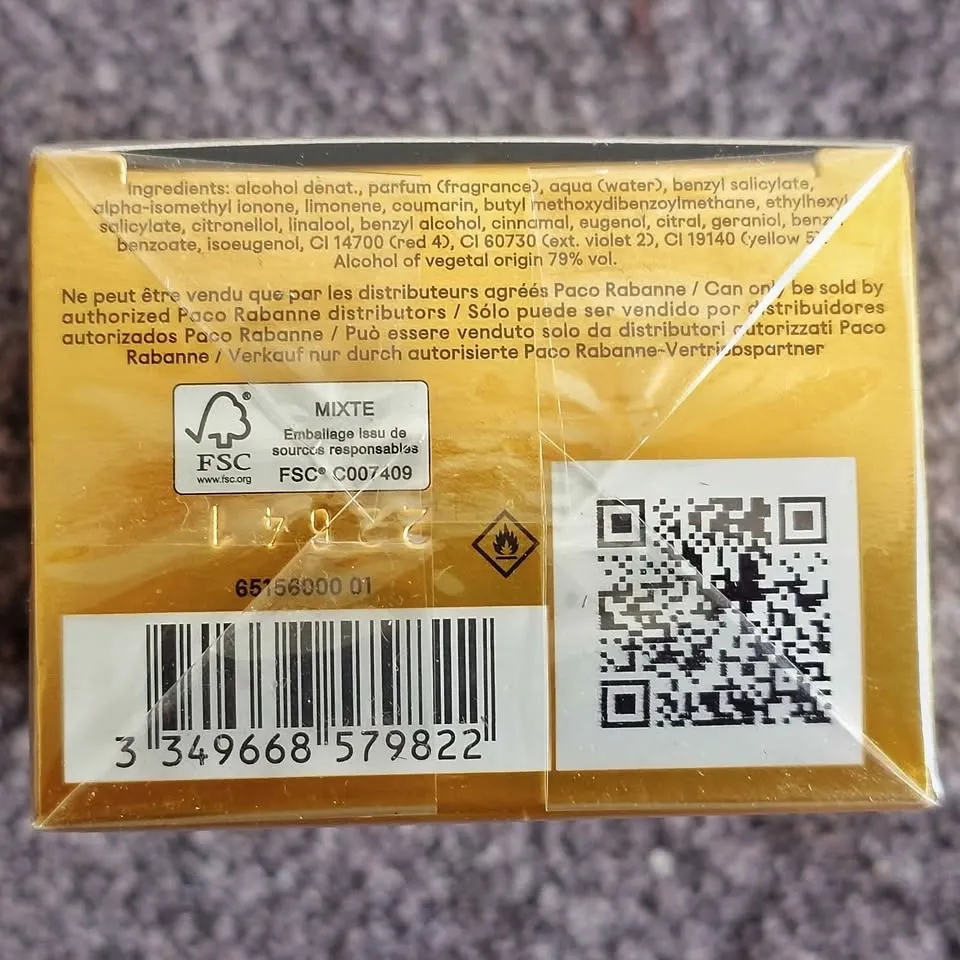 Ingredients: alcohol denat., parfum (fragrance), aqua (water), benzyl salicylate,
alpha-isomethyl ionone, limonene, coumarin, butyl methoxydibenzoylmethane, ethylhexyl
salicylate, citronellol, linalool, benzyl alcohol, cinnamal, eugenol, citral, geraniol, benzyl
benzoate, isoeugenol, CI 14700 (red 4), CI 60730 (ext. violet 2), CI 19140 (yellow 5).
Alcohol of vegetal origin 79% vol.
Ne peut être vendu que par les distributeurs agréés Paco Rabanne / Can only be sold by
authorized Paco Rabanne distributors / Sólo puede ser vendido por distribuidores
autorizados Paco Rabanne / Può essere venduto solo da distributori autorizzati Paco
Rabanne / Verkauf nur durch autorisierte Paco Rabanne-Vertriebspartner
FSC®
www.fsc.org
MIXTE
Emballage issu de
sources responsables
FSC® C007409
65156000 01
3 349668 579822